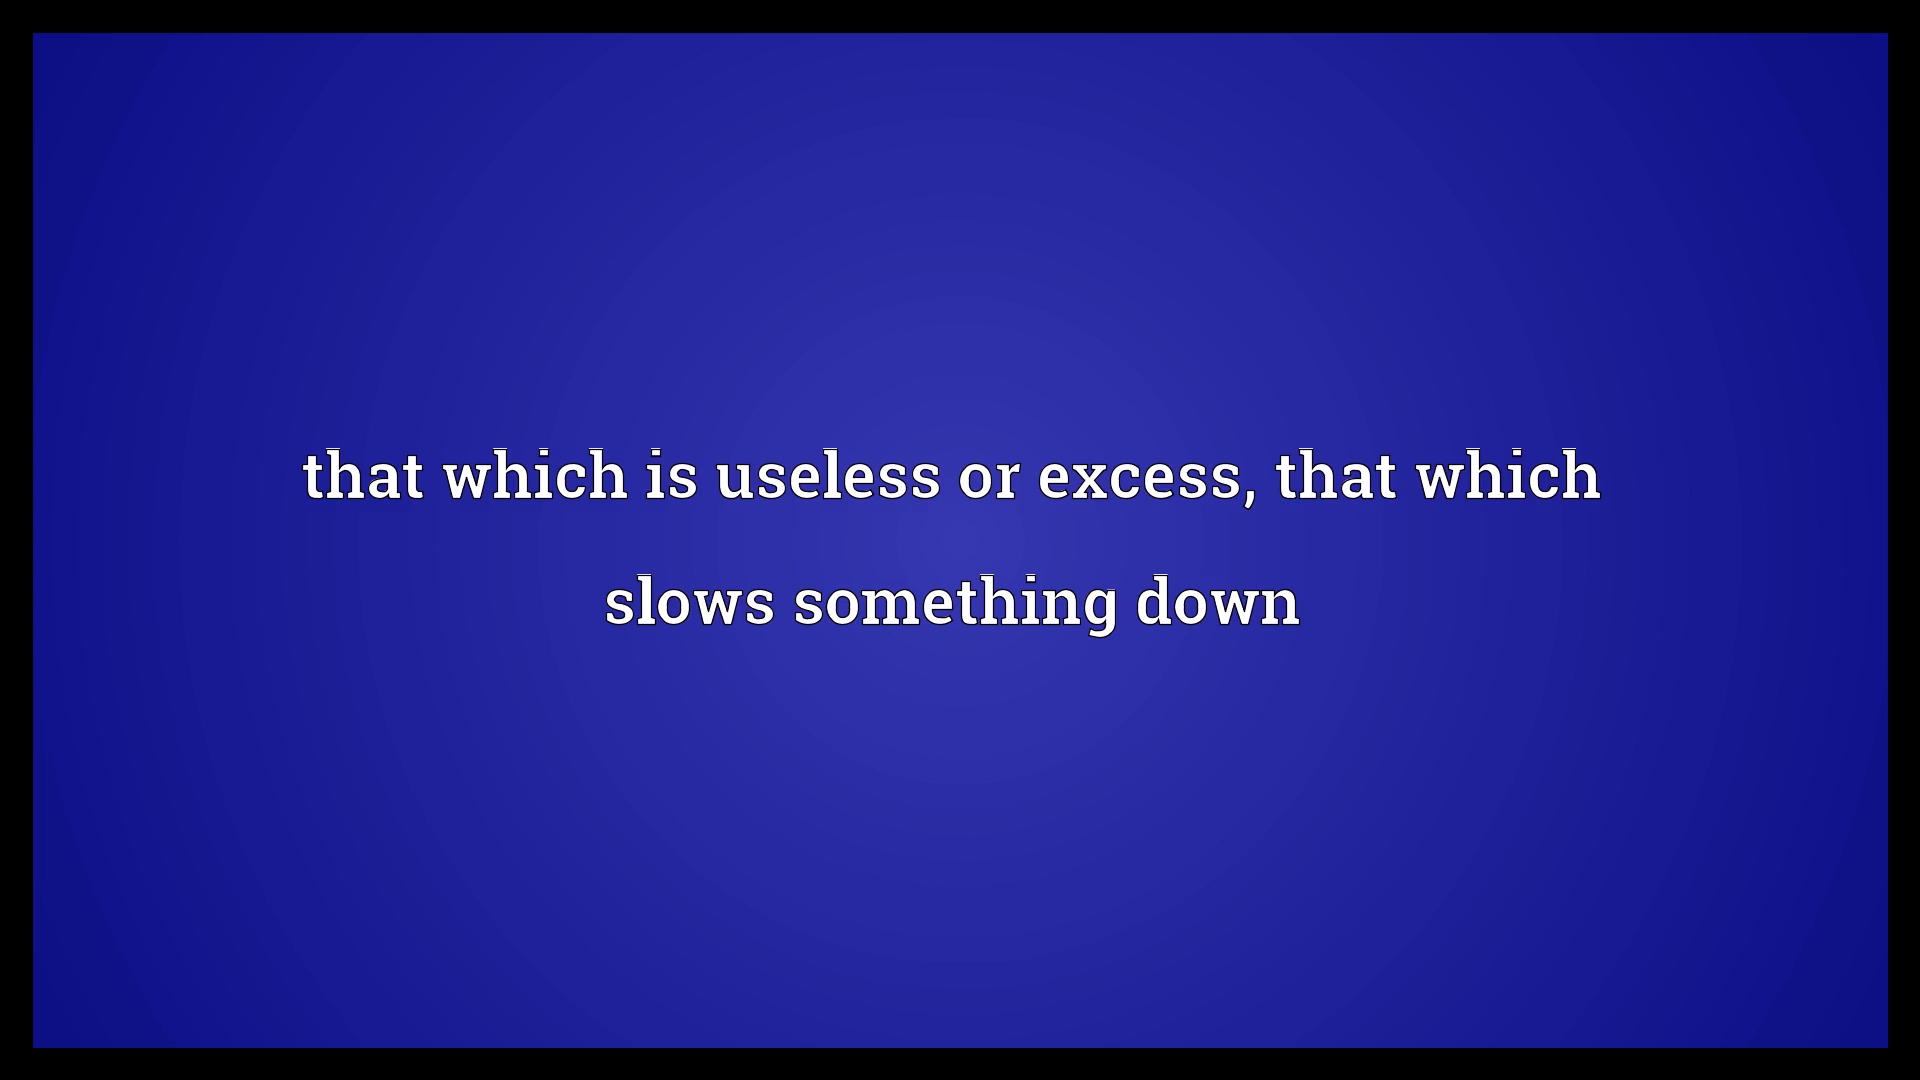 that which is useless or excess, that which
slows something down